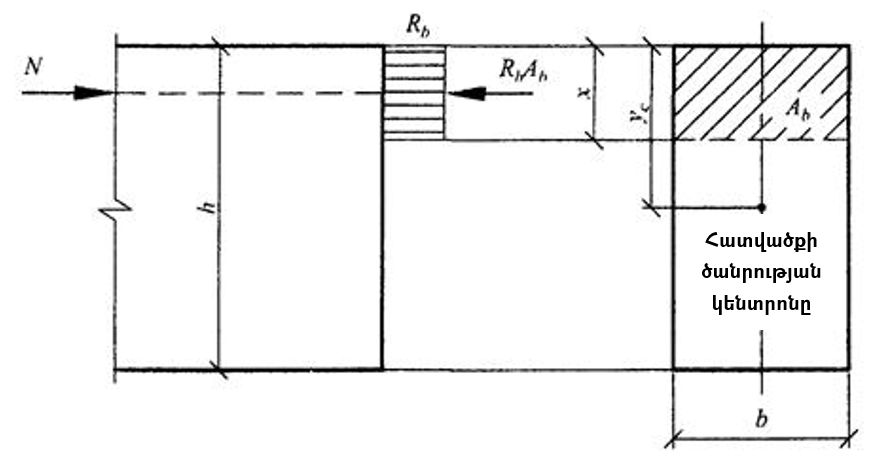 R_b
N
R_bA_b
x
y_c
A_b
h
Հատվածքի
ծանրության
կենտրոնը
b